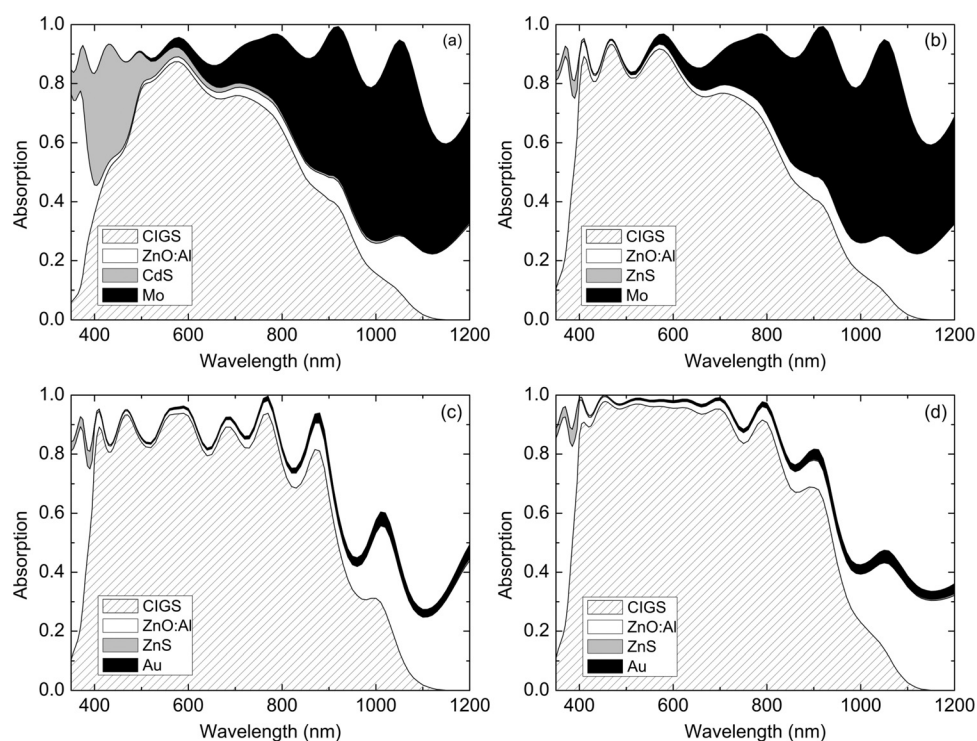 (a)
1.0
0.8
0.6
0.4
0.2
0.0
Absorption
CIGS
ZnO:Al
CdS
Mo
400 600 800 1000 1200
Wavelength (nm)
(b)
1.0
0.8
0.6
0.4
0.2
0.0
Absorption
CIGS
ZnO:Al
ZnS
Mo
400 600 800 1000 1200
Wavelength (nm)
(c)
1.0
0.8
0.6
0.4
0.2
0.0
Absorption
CIGS
ZnO:Al
ZnS
Au
400 600 800 1000 1200
Wavelength (nm)
(d)
1.0
0.8
0.6
0.4
0.2
0.0
Absorption
CIGS
ZnO:Al
ZnS
Au
400 600 800 1000 1200
Wavelength (nm)